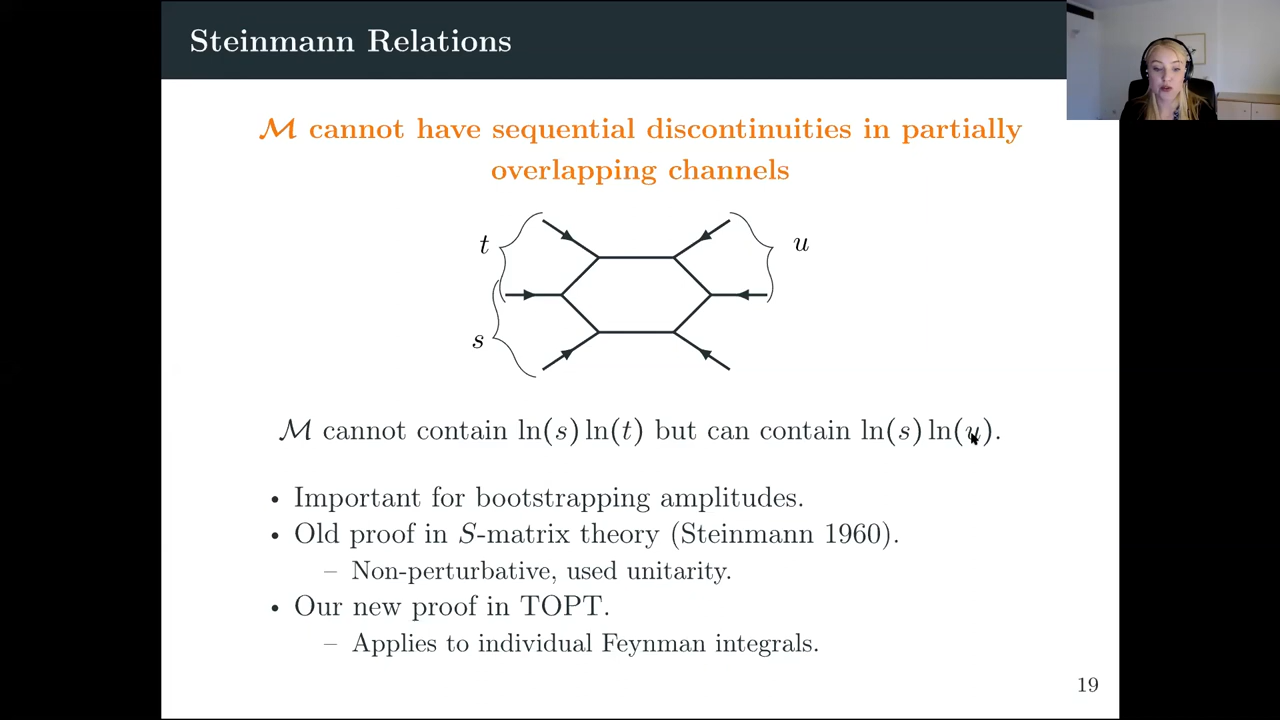 Steinmann Relations
ℳ cannot have sequential discontinuities in partially
overlapping channels
t
u
s
ℳ cannot contain ln(s) ln(t) but can contain ln(s) ln(u).
• Important for bootstrapping amplitudes.
• Old proof in S-matrix theory (Steinmann 1960).
– Non-perturbative, used unitarity.
• Our new proof in TOPT.
– Applies to individual Feynman integrals.
19